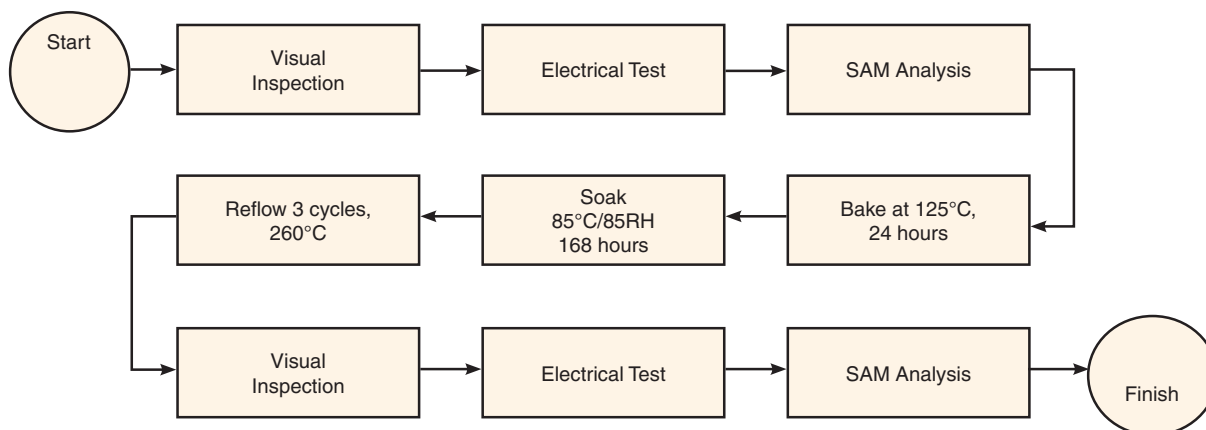 Start
Visual
Inspection
Electrical Test
SAM Analysis
Bake at 125°C,
24 hours
Soak
85°C/85RH
168 hours
Reflow 3 cycles,
260°C
Visual
Inspection
Electrical Test
SAM Analysis
Finish